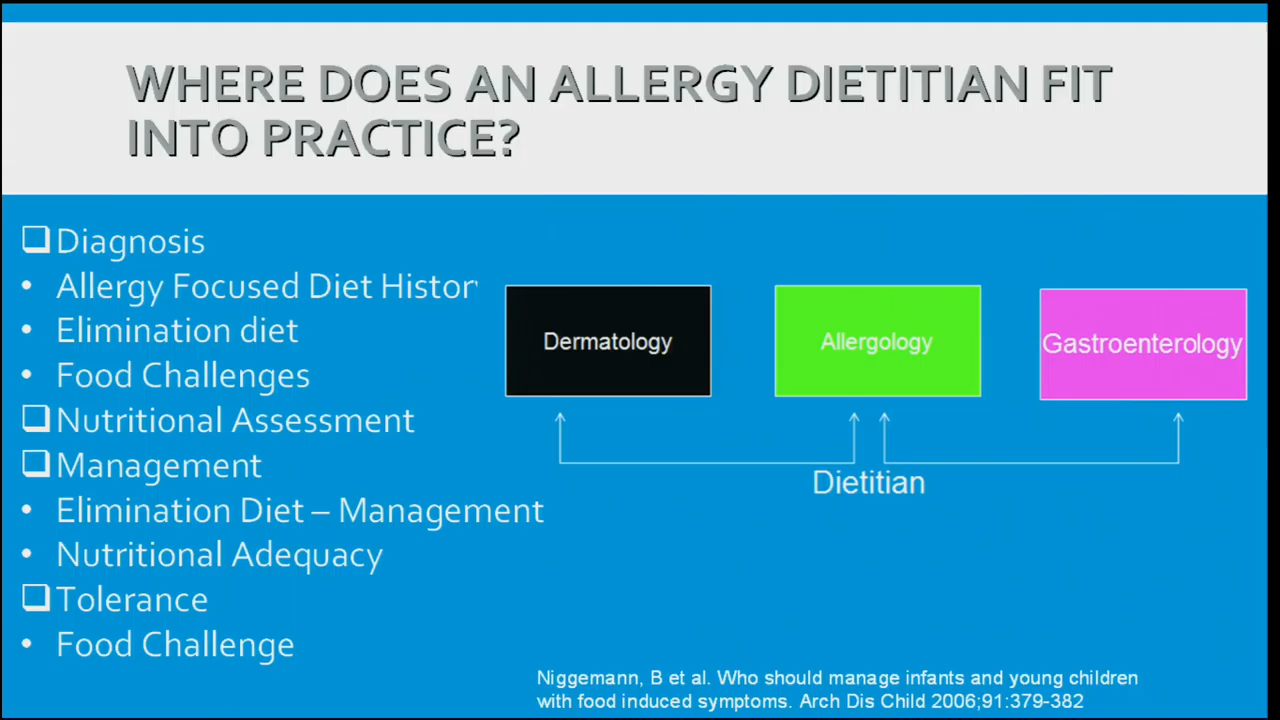 WHERE DOES AN ALLERGY DIETITIAN FIT
INTO PRACTICE?
Diagnosis
• Allergy Focused Diet History
• Elimination diet
• Food Challenges
Nutritional Assessment
Management
• Elimination Diet – Management
• Nutritional Adequacy
Tolerance
• Food Challenge
Dermatology
Allergology
Gastroenterology
Dietitian
Niggemann, B et al. Who should manage infants and young children
with food induced symptoms. Arch Dis Child 2006;91:379-382